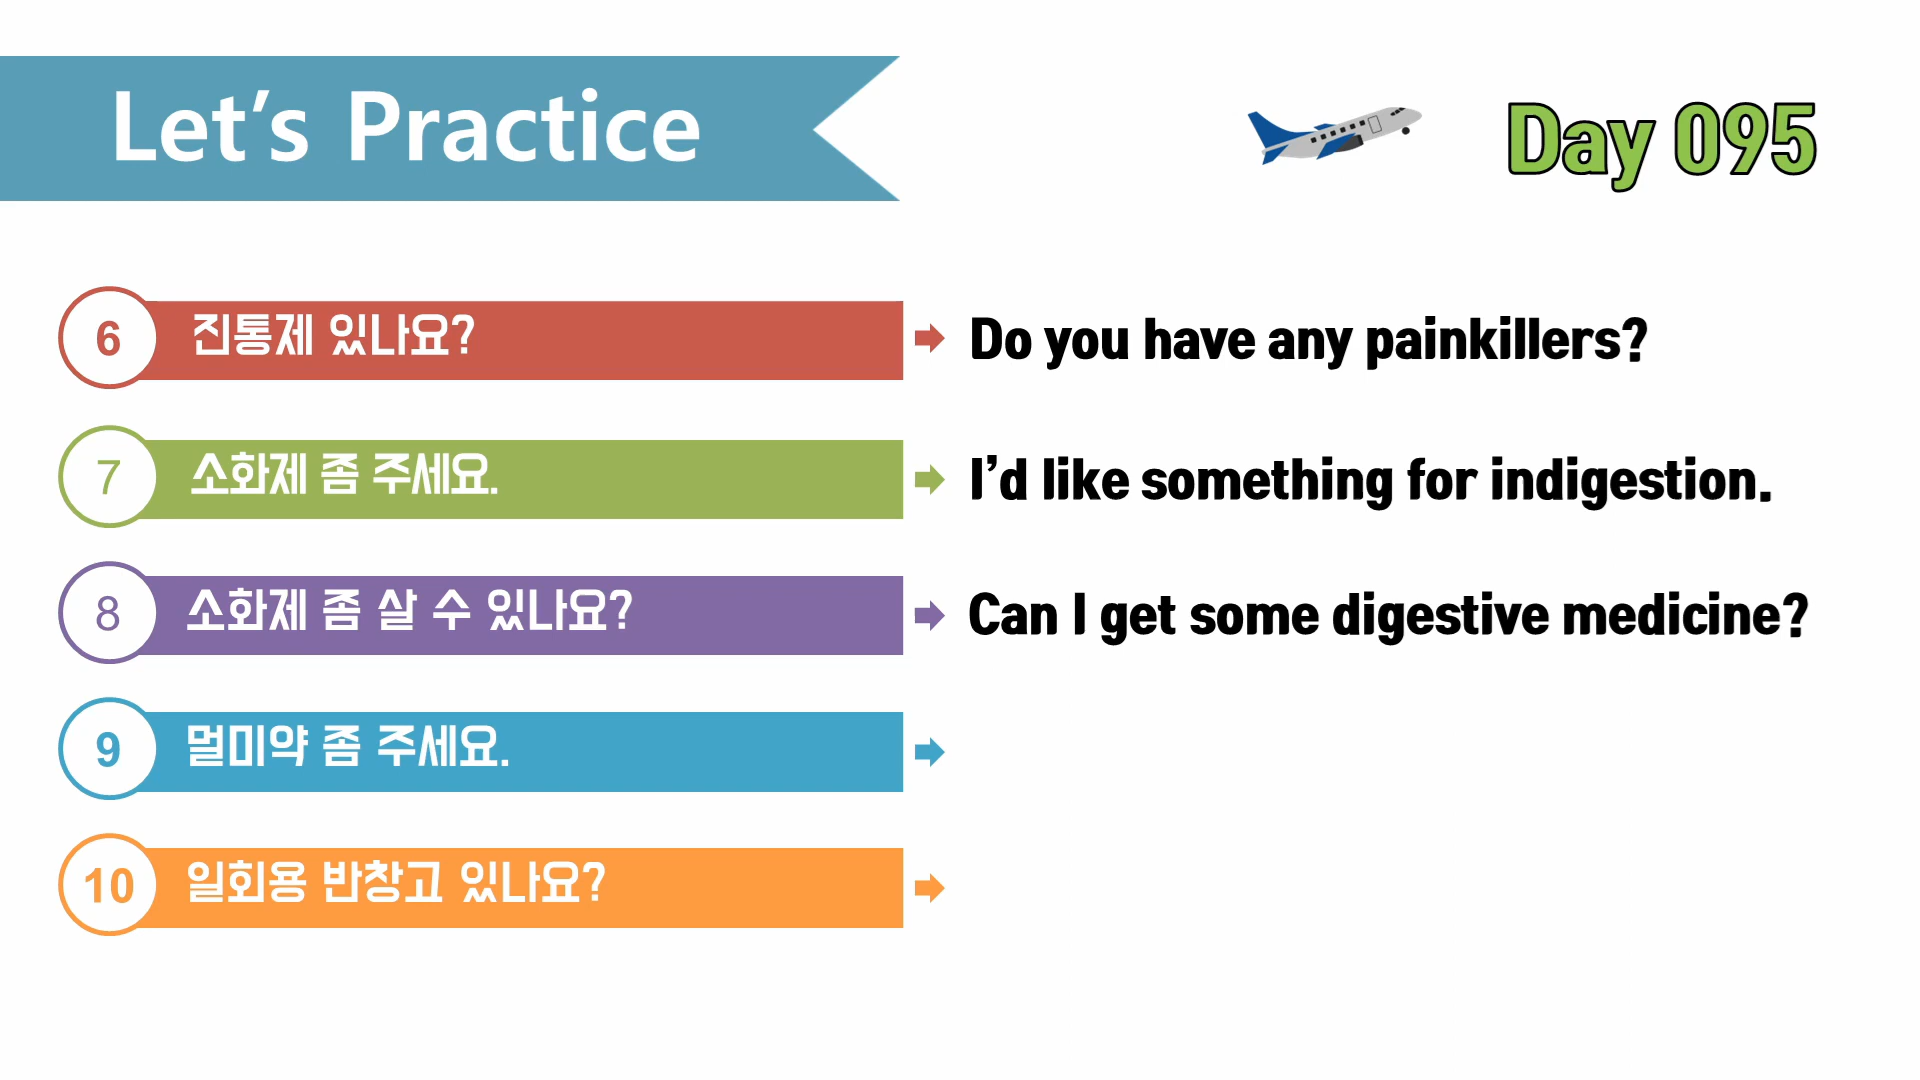 Let's Practice
Day 095
6 진통제 있나요? Do you have any painkillers?
7 소화제 좀 주세요. I'd like something for indigestion.
8 소화제 좀 살 수 있나요? Can I get some digestive medicine?
9 멀미약 좀 주세요.
10 일회용 반창고 있나요?